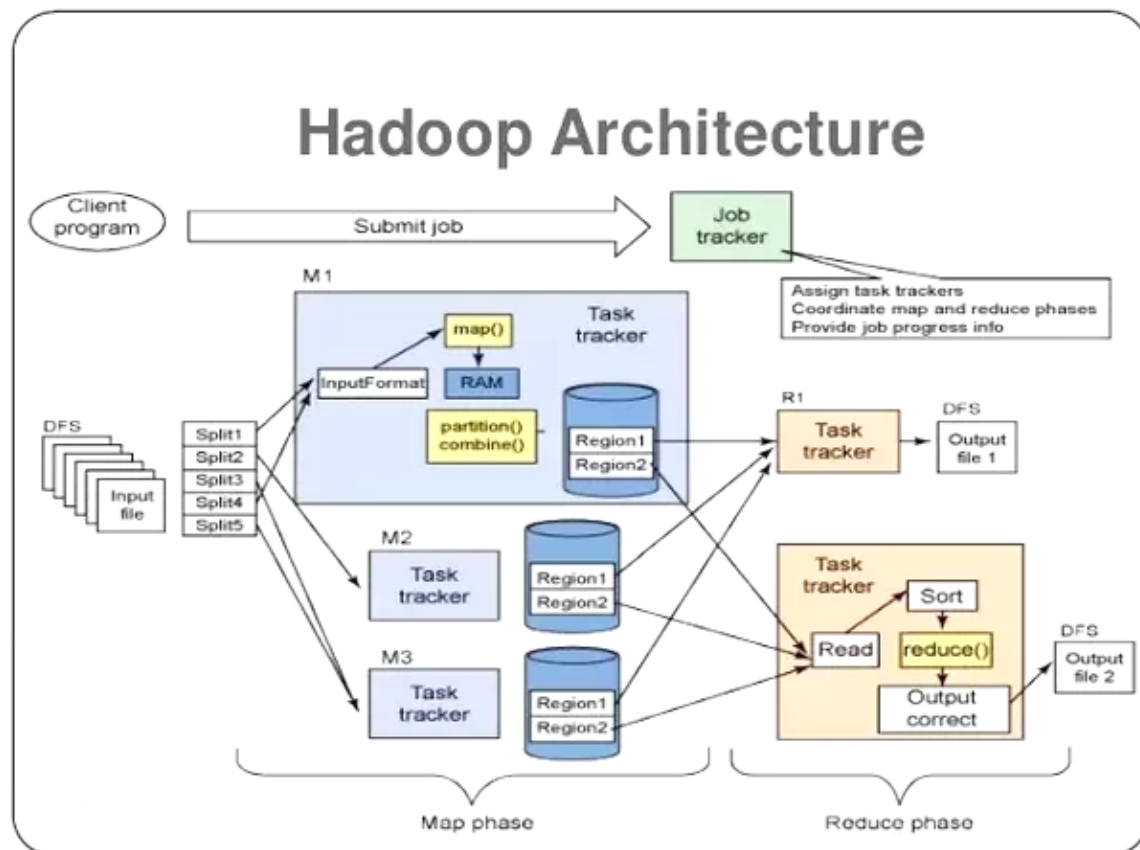 Hadoop Architecture
Client
program
Submit job
Job
tracker
Assign task trackers
Coordinate map and reduce phases
Provide job progress info
M1
Task
tracker
map()
InputFormat
RAM
partition()
combine()
Region1
Region2
DFS
Input
file
Split1
Split2
Split3
Split4
Split5
M2
Task
tracker
Region1
Region2
M3
Task
tracker
Region1
Region2
R1
Task
tracker
DFS
Output
file 1
Task
tracker
Sort
Read
reduce()
Output
correct
DFS
Output
file 2
Map phase
Reduce phase